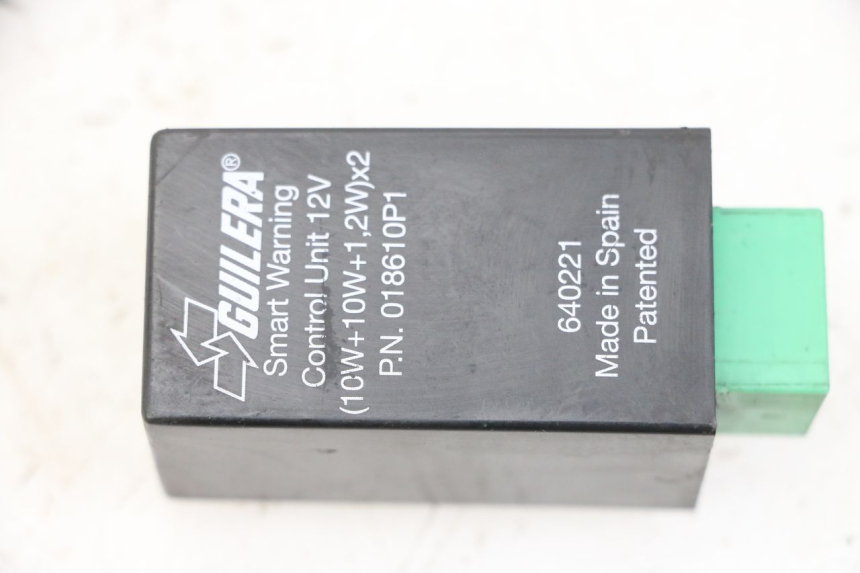 GUILERA®
Smart Warning
Control Unit 12V
(10W+10W+1,2W)x2
P.N. 018610P1
640221
Made in Spain
Patented